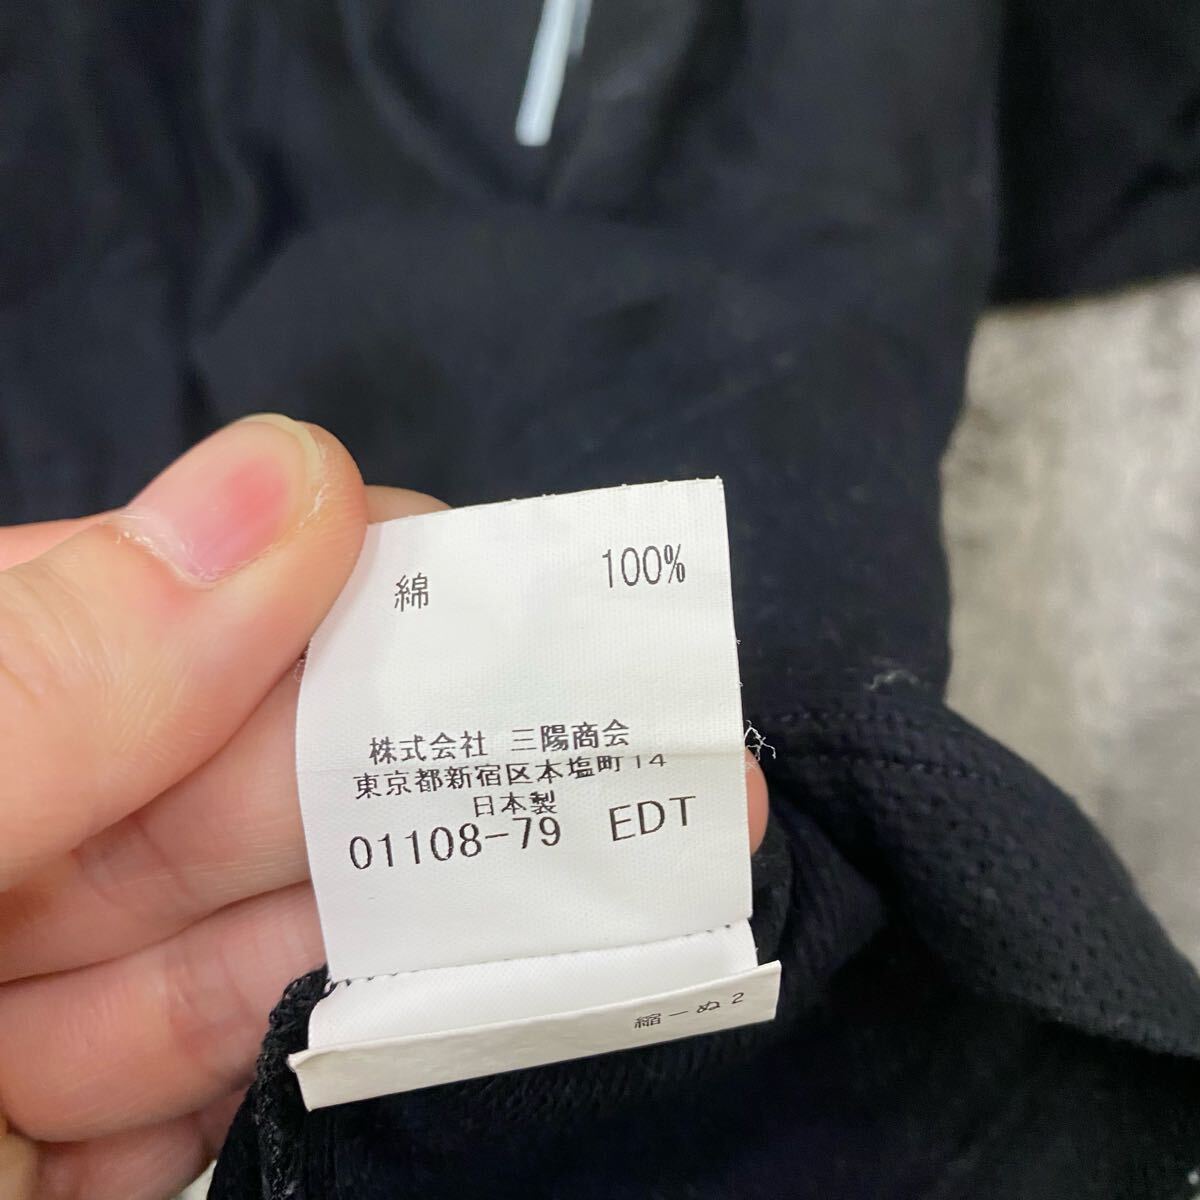 綿 100%
株式会社 三陽商会
東京都新宿区本塩町14
日本製
01108-79 EDT
縮-ぬ2